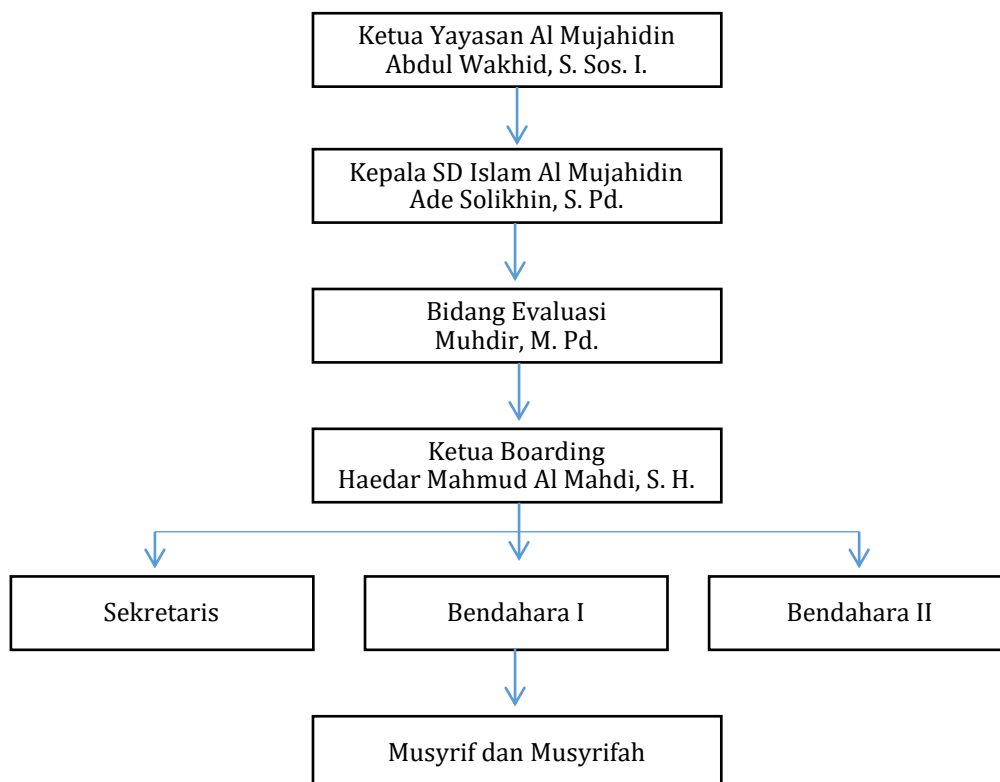 Ketua Yayasan Al Mujahidin
Abdul Wakhid, S. Sos. I.
Kepala SD Islam Al Mujahidin
Ade Solikhin, S. Pd.
Bidang Evaluasi
Muhdir, M. Pd.
Ketua Boarding
Haedar Mahmud Al Mahdi, S. H.
Sekretaris
Bendahara I
Bendahara II
Musyrif dan Musyrifah